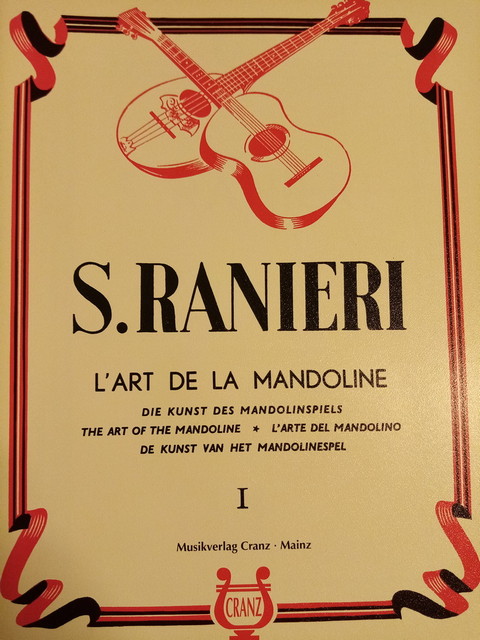 S. RANIERI
L'ART DE LA MANDOLINE
DIE KUNST DES MANDOLINSPIELS
THE ART OF THE MANDOLINE ★ L'ARTE DEL MANDOLINO
DE KUNST VAN HET MANDOLINESPEL
I
Musikverlag Cranz · Mainz
CRANZ